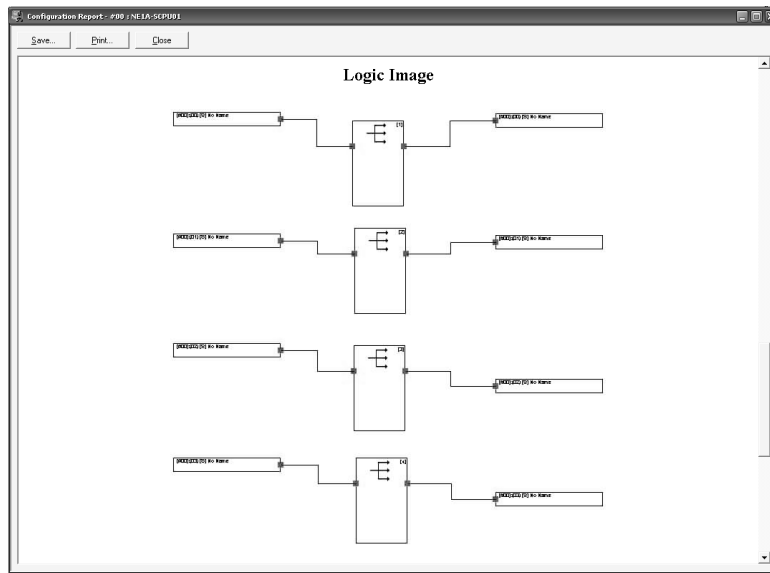 Configuration Report - #00 : NE1A-SCPU01
Save... Print... Close
Logic Image
No Name [1] No Name
No Name [2] No Name
No Name [3] No Name
No Name [4] No Name